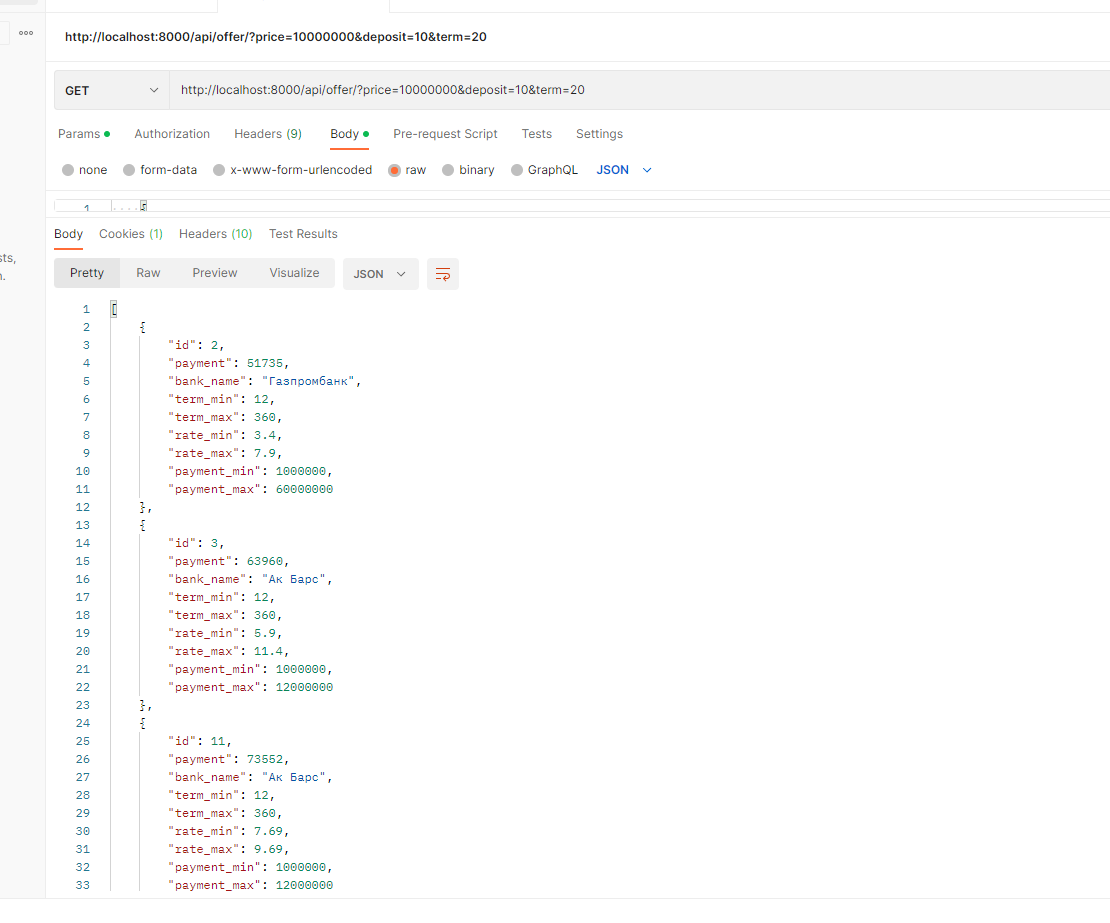 http://localhost:8000/api/offer/?price=10000000&deposit=10&term=20
GET http://localhost:8000/api/offer/?price=10000000&deposit=10&term=20
Params Authorization Headers (9) Body Pre-request Script Tests Settings
none form-data x-www-form-urlencoded raw binary GraphQL JSON
1 {
Body Cookies (1) Headers (10) Test Results
Pretty Raw Preview Visualize JSON
1 [
2 {
3 "id": 2,
4 "payment": 51735,
5 "bank_name": "Газпромбанк",
6 "term_min": 12,
7 "term_max": 360,
8 "rate_min": 3.4,
9 "rate_max": 7.9,
10 "payment_min": 1000000,
11 "payment_max": 60000000
12 },
13 {
14 "id": 3,
15 "payment": 63960,
16 "bank_name": "Ак Барс",
17 "term_min": 12,
18 "term_max": 360,
19 "rate_min": 5.9,
20 "rate_max": 11.4,
21 "payment_min": 1000000,
22 "payment_max": 12000000
23 },
24 {
25 "id": 11,
26 "payment": 73552,
27 "bank_name": "Ак Барс",
28 "term_min": 12,
29 "term_max": 360,
30 "rate_min": 7.69,
31 "rate_max": 9.69,
32 "payment_min": 1000000,
33 "payment_max": 12000000